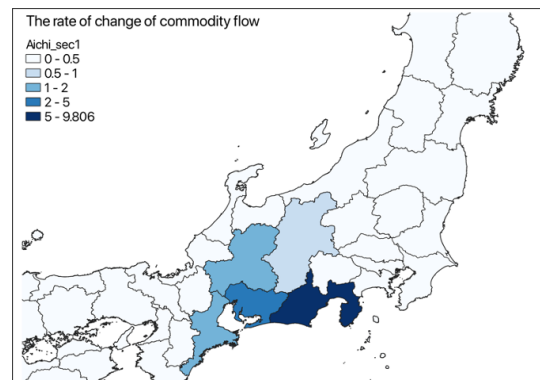 The rate of change of commodity flow
Aichi_sec1
0 - 0.5
0.5 - 1
1 - 2
2 - 5
5 - 9.806